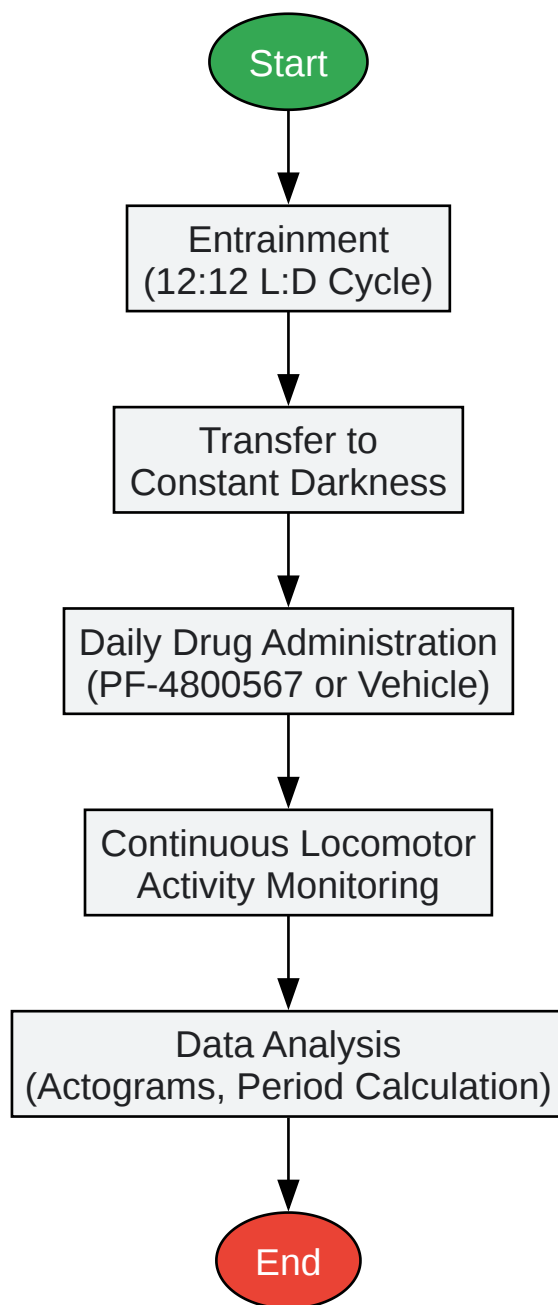 Start
Entrainment
(12:12 L:D Cycle)
Transfer to
Constant Darkness
Daily Drug Administration
(PF-4800567 or Vehicle)
Continuous Locomotor
Activity Monitoring
Data Analysis
(Actograms, Period Calculation)
End